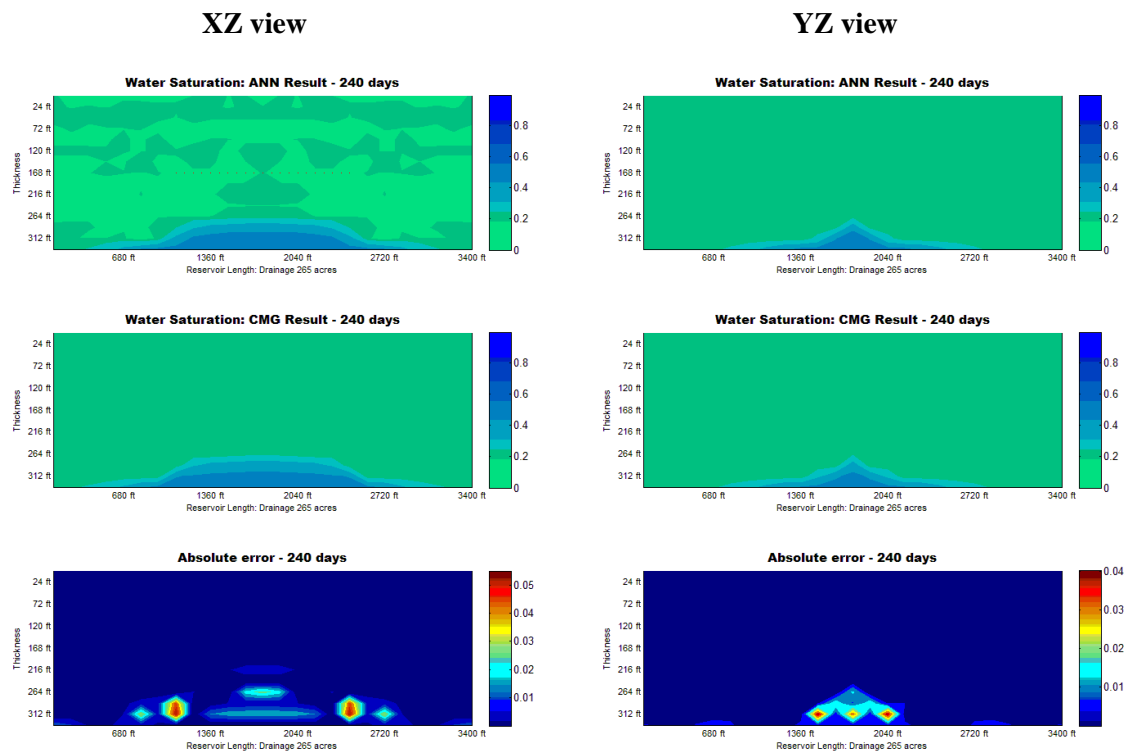 XZ view
YZ view
Water Saturation: ANN Result - 240 days
24 ft
72 ft
120 ft
168 ft
216 ft
264 ft
312 ft
Thickness
680 ft
1360 ft
2040 ft
2720 ft
3400 ft
Reservoir Length: Drainage 265 acres
0.8
0.6
0.4
0.2
0
Water Saturation: ANN Result - 240 days
24 ft
72 ft
120 ft
168 ft
216 ft
264 ft
312 ft
Thickness
680 ft
1360 ft
2040 ft
2720 ft
3400 ft
Reservoir Length: Drainage 265 acres
0.8
0.6
0.4
0.2
0
Water Saturation: CMG Result - 240 days
24 ft
72 ft
120 ft
168 ft
216 ft
264 ft
312 ft
Thickness
680 ft
1360 ft
2040 ft
2720 ft
3400 ft
Reservoir Length: Drainage 265 acres
0.8
0.6
0.4
0.2
0
Water Saturation: CMG Result - 240 days
24 ft
72 ft
120 ft
168 ft
216 ft
264 ft
312 ft
Thickness
680 ft
1360 ft
2040 ft
2720 ft
3400 ft
Reservoir Length: Drainage 265 acres
0.8
0.6
0.4
0.2
0
Absolute error - 240 days
24 ft
72 ft
120 ft
168 ft
216 ft
264 ft
312 ft
Thickness
680 ft
1360 ft
2040 ft
2720 ft
3400 ft
Reservoir Length: Drainage 265 acres
0.05
0.04
0.03
0.02
0.01
Absolute error - 240 days
24 ft
72 ft
120 ft
168 ft
216 ft
264 ft
312 ft
Thickness
680 ft
1360 ft
2040 ft
2720 ft
3400 ft
Reservoir Length: Drainage 265 acres
0.04
0.03
0.02
0.01